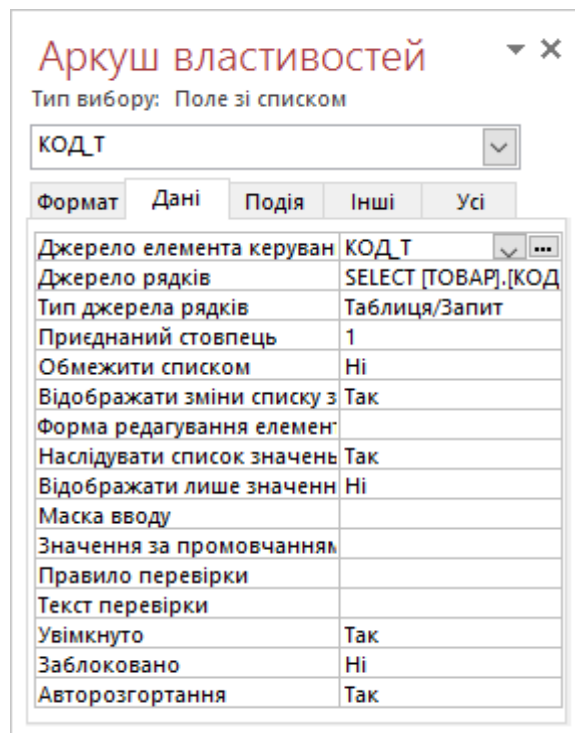 Аркуш властивостей
Тип вибору: Поле зі списком
КОД_Т
Формат Дані Подія Інші Усі
Джерело елемента керуван КОД_Т
Джерело рядків SELECT [ТОВАР].[КОД
Тип джерела рядків Таблиця/Запит
Приєднаний стовпець 1
Обмежити списком Ні
Відображати зміни списку з Так
Форма редагування елемент
Наслідувати список значень Так
Відображати лише значенн Ні
Маска вводу
Значення за промовчанням
Правило перевірки
Текст перевірки
Увімкнуто Так
Заблоковано Ні
Авторозгортання Так